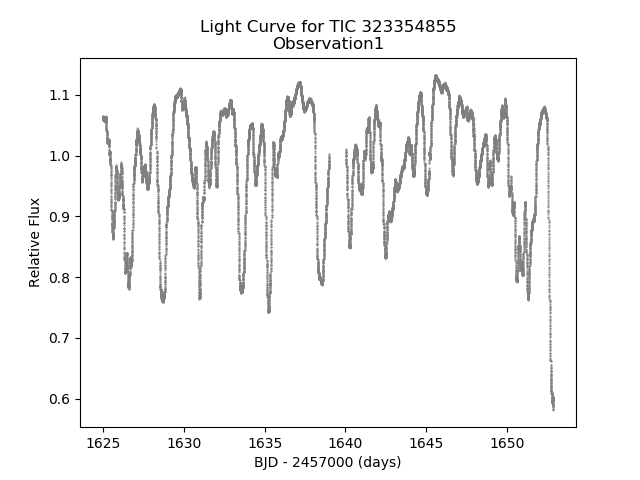 Light Curve for TIC 323354855
Observation1
1.1
1.0
0.9
0.8
0.7
0.6
Relative Flux
1625 1630 1635 1640 1645 1650
BJD - 2457000 (days)